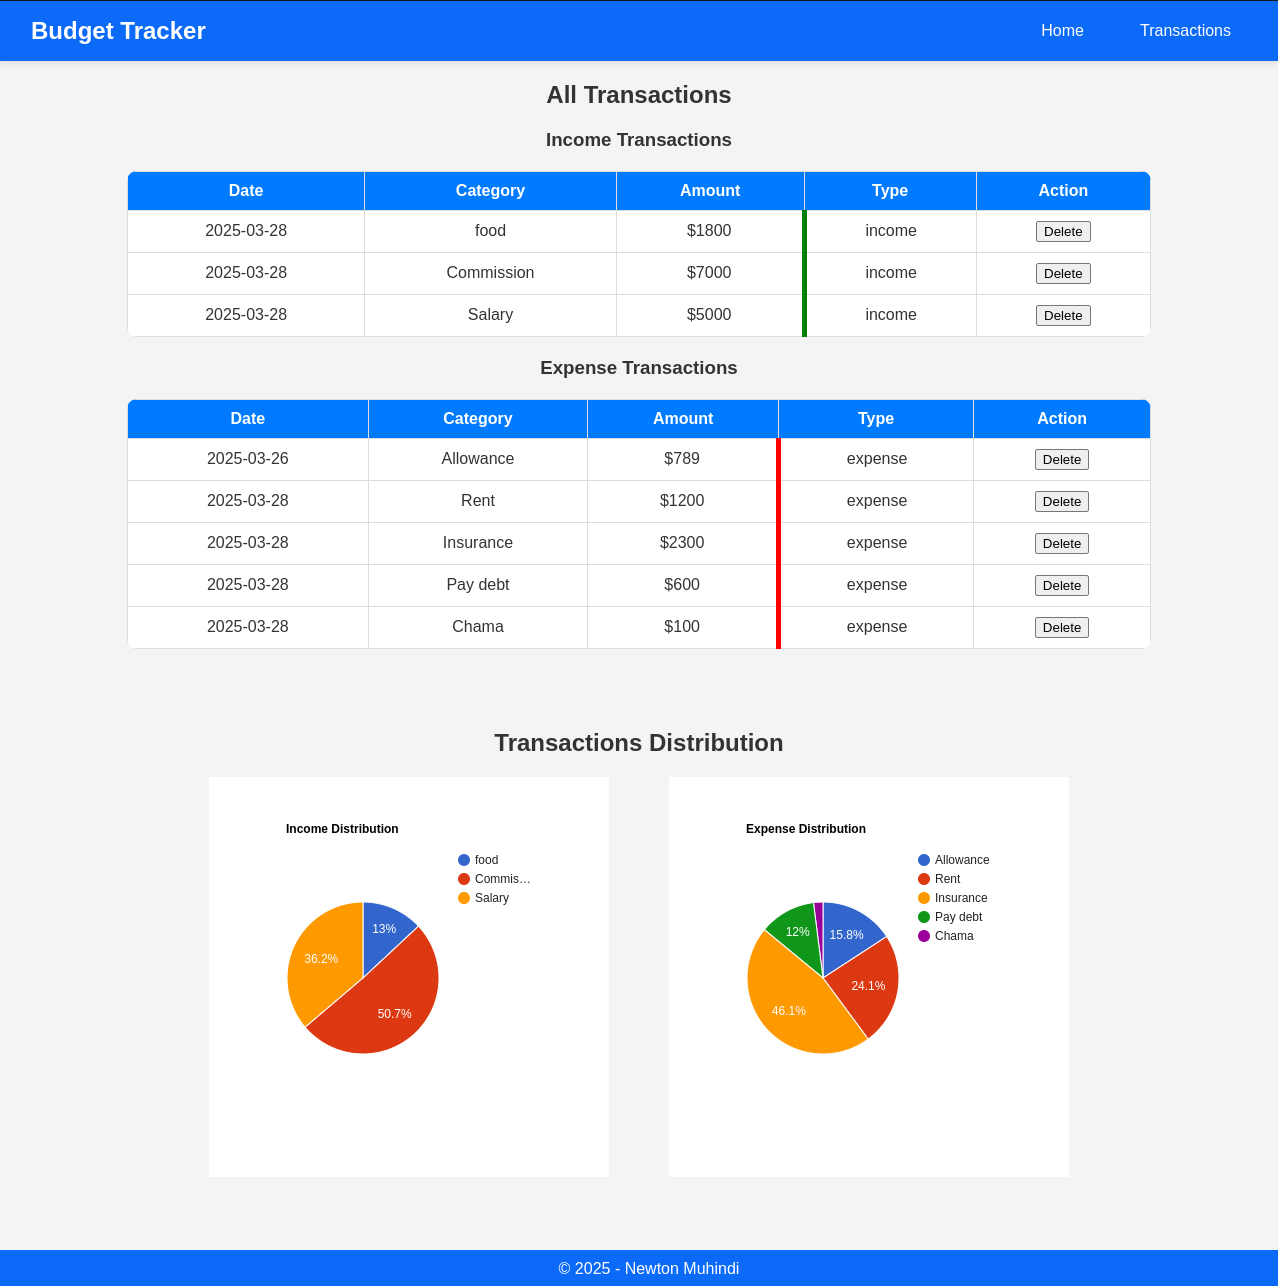 Budget Tracker Home Transactions
All Transactions
Income Transactions
Date Category Amount Type Action
2025-03-28 food $1800 income Delete
2025-03-28 Commission $7000 income Delete
2025-03-28 Salary $5000 income Delete
Expense Transactions
Date Category Amount Type Action
2025-03-26 Allowance $789 expense Delete
2025-03-28 Rent $1200 expense Delete
2025-03-28 Insurance $2300 expense Delete
2025-03-28 Pay debt $600 expense Delete
2025-03-28 Chama $100 expense Delete
Transactions Distribution
Income Distribution
food
Commis…
Salary
13%
36.2%
50.7%
Expense Distribution
Allowance
Rent
Insurance
Pay debt
Chama
12%
15.8%
24.1%
46.1%
© 2025 - Newton Muhindi